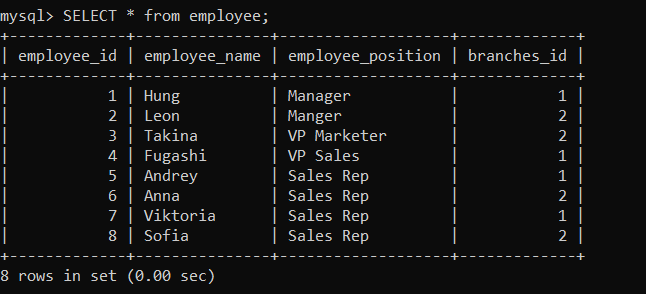 mysql> SELECT * from employee;
+-------------+---------------+-------------------+-------------+
| employee_id | employee_name | employee_position | branches_id |
+-------------+---------------+-------------------+-------------+
|           1 | Hung          | Manager           |           1 |
|           2 | Leon          | Manger            |           2 |
|           3 | Takina        | VP Marketer       |           2 |
|           4 | Fugashi       | VP Sales          |           1 |
|           5 | Andrey        | Sales Rep         |           1 |
|           6 | Anna          | Sales Rep         |           2 |
|           7 | Viktoria      | Sales Rep         |           1 |
|           8 | Sofia         | Sales Rep         |           2 |
+-------------+---------------+-------------------+-------------+
8 rows in set (0.00 sec)